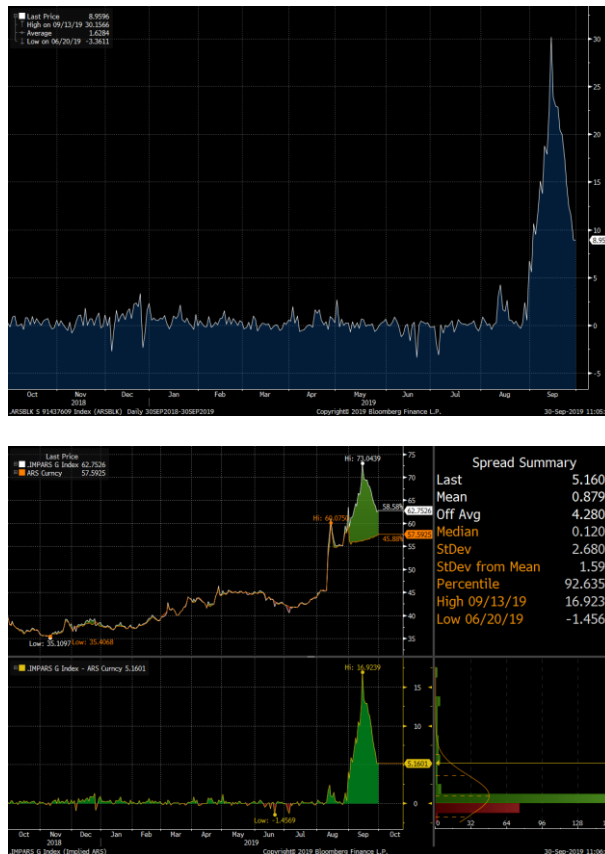 Last Price 8.9596
High on 09/13/19 30.1566
Average 1.6284
Low on 06/20/19 -3.3611
30
25
20
15
10
8.95
5
0
-5
Oct Nov Dec Jan Feb Mar Apr May Jun Jul Aug Sep
2018 2019
.ARSBLK S 91437609 Index (ARSBLK) Daily 30SEP2018-30SEP2019 Copyright© 2019 Bloomberg Finance L.P. 30-Sep-2019 11:05:
Last Price
.IMPARS G Index 62.7526
ARS Curncy 57.5925
Hi: 73.0439
Hi: 60.0750
58.58%
62.7526
57.5925
45.88%
Low: 35.1097
Low: 35.4068
75
70
65
60
55
50
45
40
35
Spread Summary
Last 5.160
Mean 0.879
Off Avg 4.280
Median 0.120
StDev 2.680
StDev from Mean 1.59
Percentile 92.635
High 09/13/19 16.923
Low 06/20/19 -1.456
.IMPARS G Index - ARS Curncy 5.1601
Hi: 16.9239
15
10
5.1601
0
Low: -1.4569
0 32 64 96 128
Oct Nov Dec Jan Feb Mar Apr May Jun Jul Aug Sep Oct
2018 2019
.IMPARS G Index (Implied ARS) Copyright© 2019 Bloomberg Finance L.P. 30-Sep-2019 11:06: